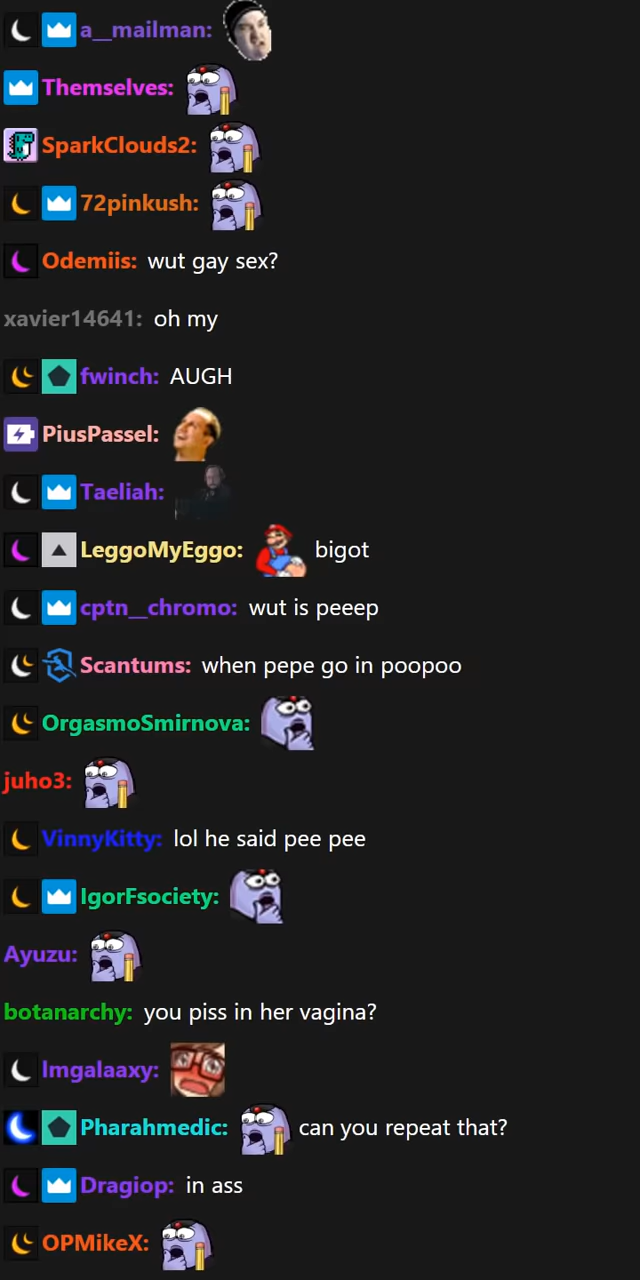 a__mailman:
Themselves:
SparkClouds2:
72pinkush:
Odemiis: wut gay sex?
xavier14641: oh my
fwinch: AUGH
PiusPassel:
Taeliah:
LeggoMyEggo: bigot
cptn__chromo: wut is peeep
Scantums: when pepe go in poopoo
OrgasmoSmirnova:
juho3:
VinnyKitty: lol he said pee pee
IgorFsociety:
Ayuzu:
botanarchy: you piss in her vagina?
lmgalaaxy:
Pharahmedic: can you repeat that?
Dragiop: in ass
OPMikeX: